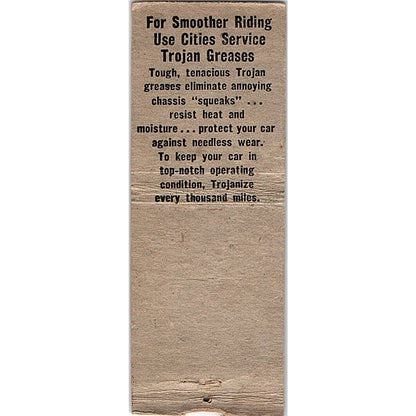 For Smoother Riding
Use Cities Service
Trojan Greases
Tough, tenacious Trojan
greases eliminate annoying
chassis "squeaks" ...
resist heat and
moisture ... protect your car
against needless wear.
To keep your car in
top-notch operating
condition, Trojanize
every thousand miles.